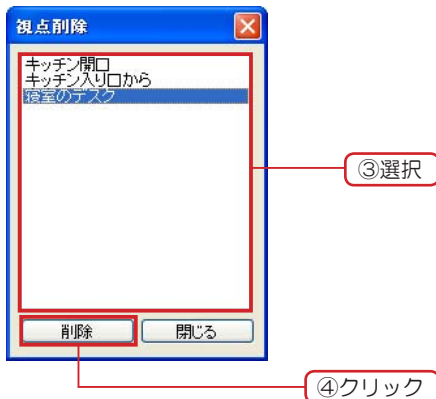 視点削除
キッチン開口
キッチン入り口から
寝室のデスク
③選択
削除
閉じる
④クリック